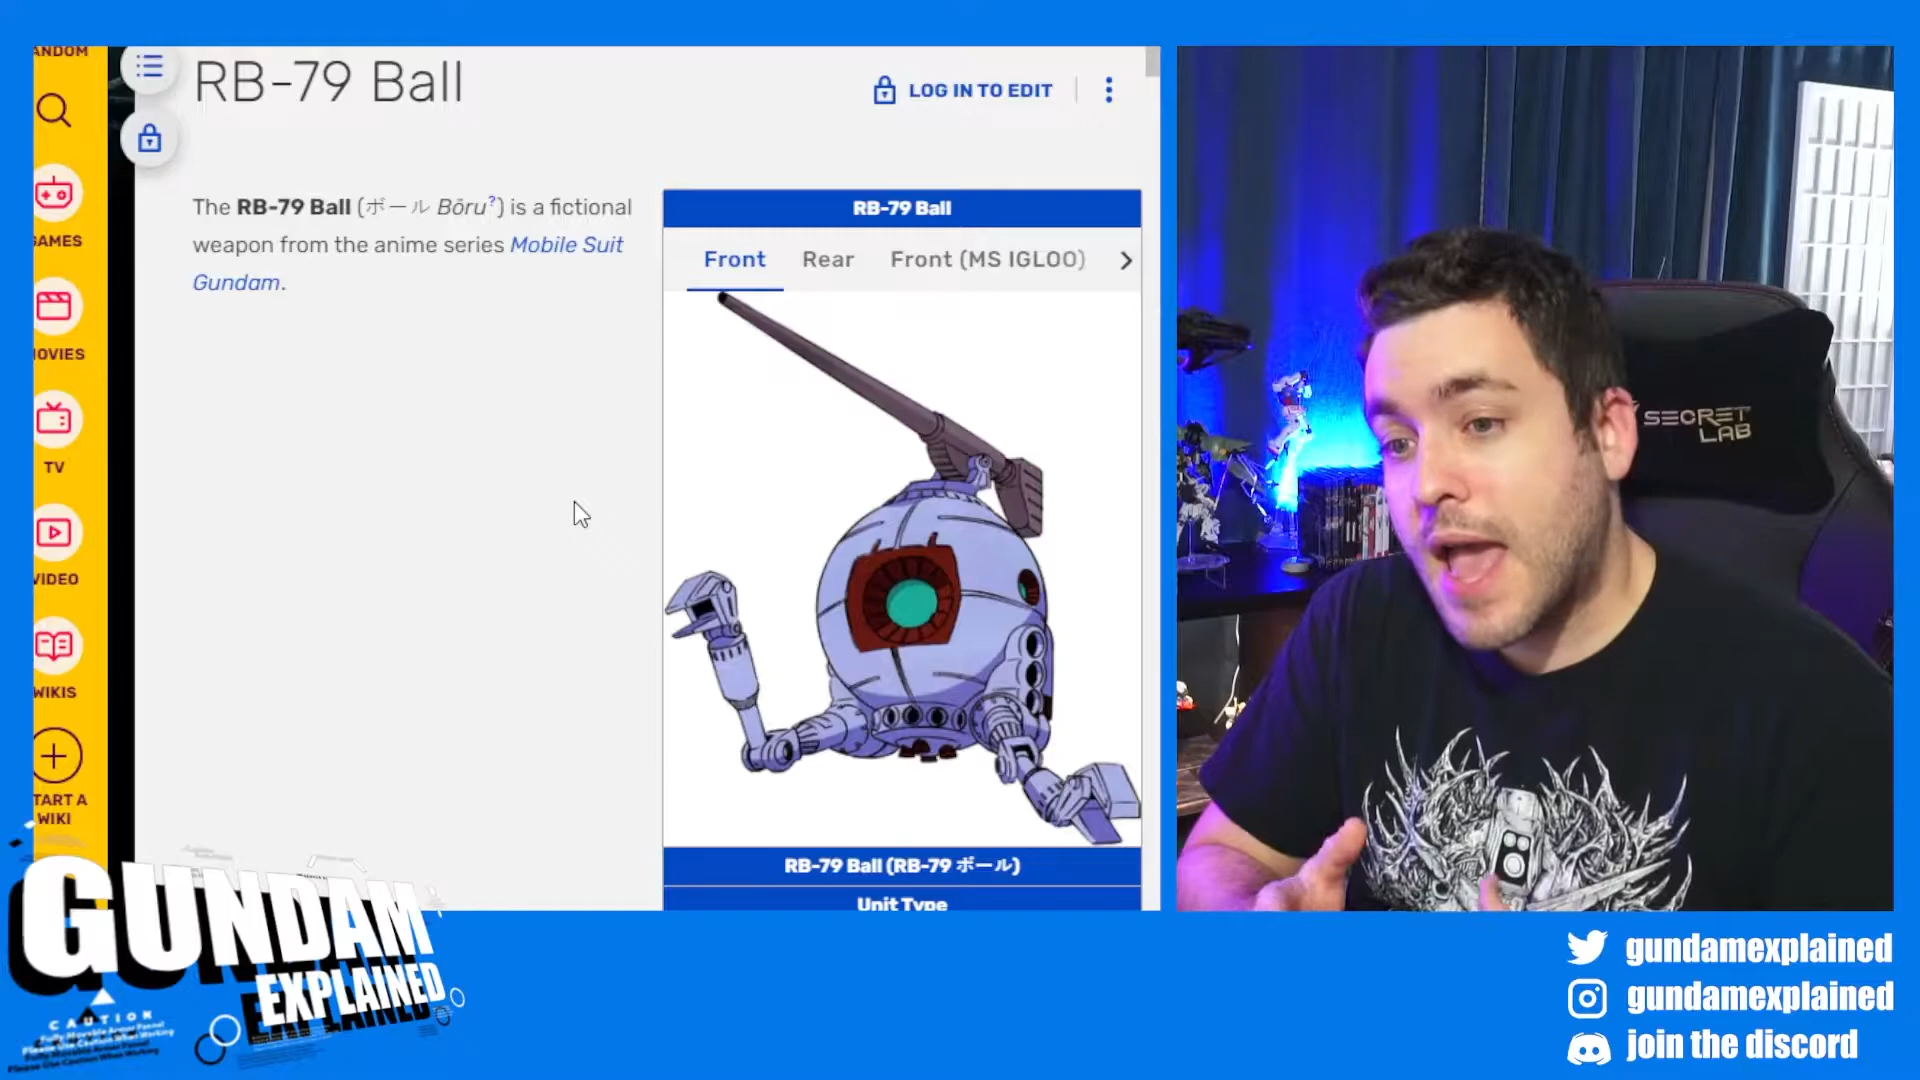 ANDOM
RB-79 Ball
LOG IN TO EDIT
The RB-79 Ball (ボール Bōru?) is a fictional
weapon from the anime series Mobile Suit
Gundam.
RB-79 Ball
Front Rear Front (MS IGLOO)
GAMES
MOVIES
TV
VIDEO
WIKIS
TART A
WIKI
RB-79 Ball (RB-79 ボール)
Unit Type
SECRET
LAB
GUNDAM
EXPLAINED
CAUTION
gundamexplained
gundamexplained
join the discord